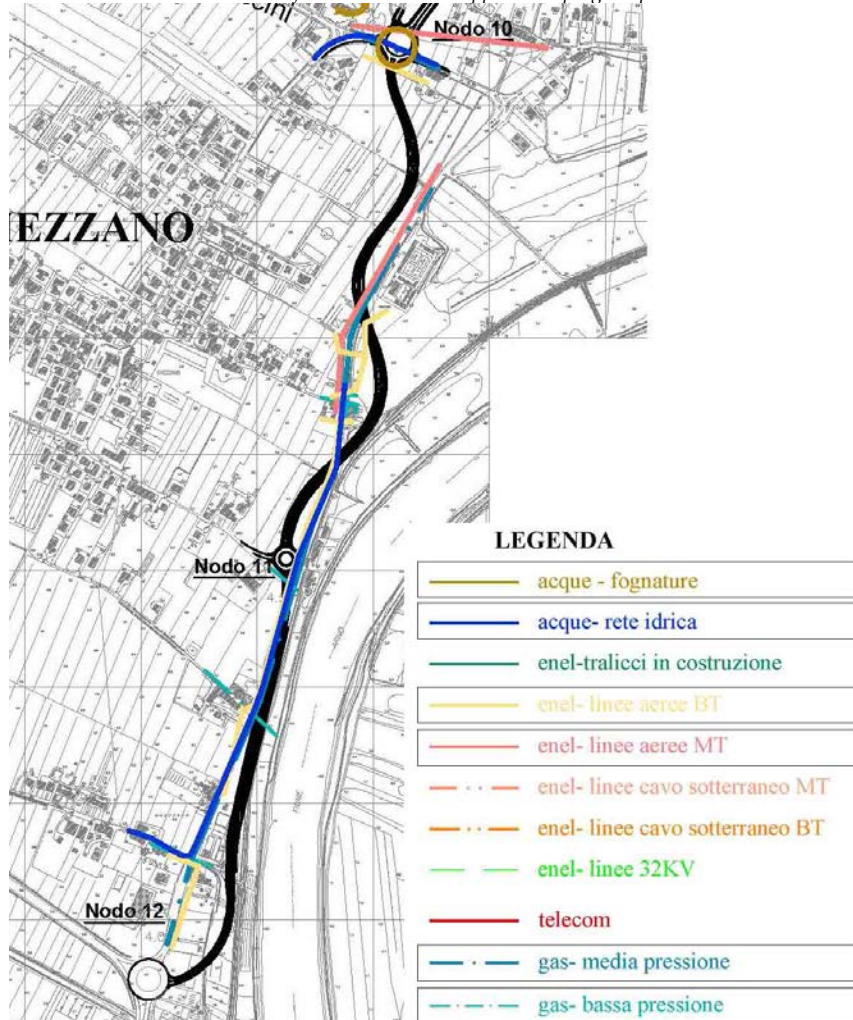 Nodo 10
IEZZANO
Nodo 11
Nodo 12
LEGENDA
acque - fognature
acque- rete idrica
enel-tralicci in costruzione
enel- linee aeree BT
enel- linee aeree MT
enel- linee cavo sotterraneo MT
enel- linee cavo sotterraneo BT
enel- linee 32KV
telecom
gas- media pressione
gas- bassa pressione